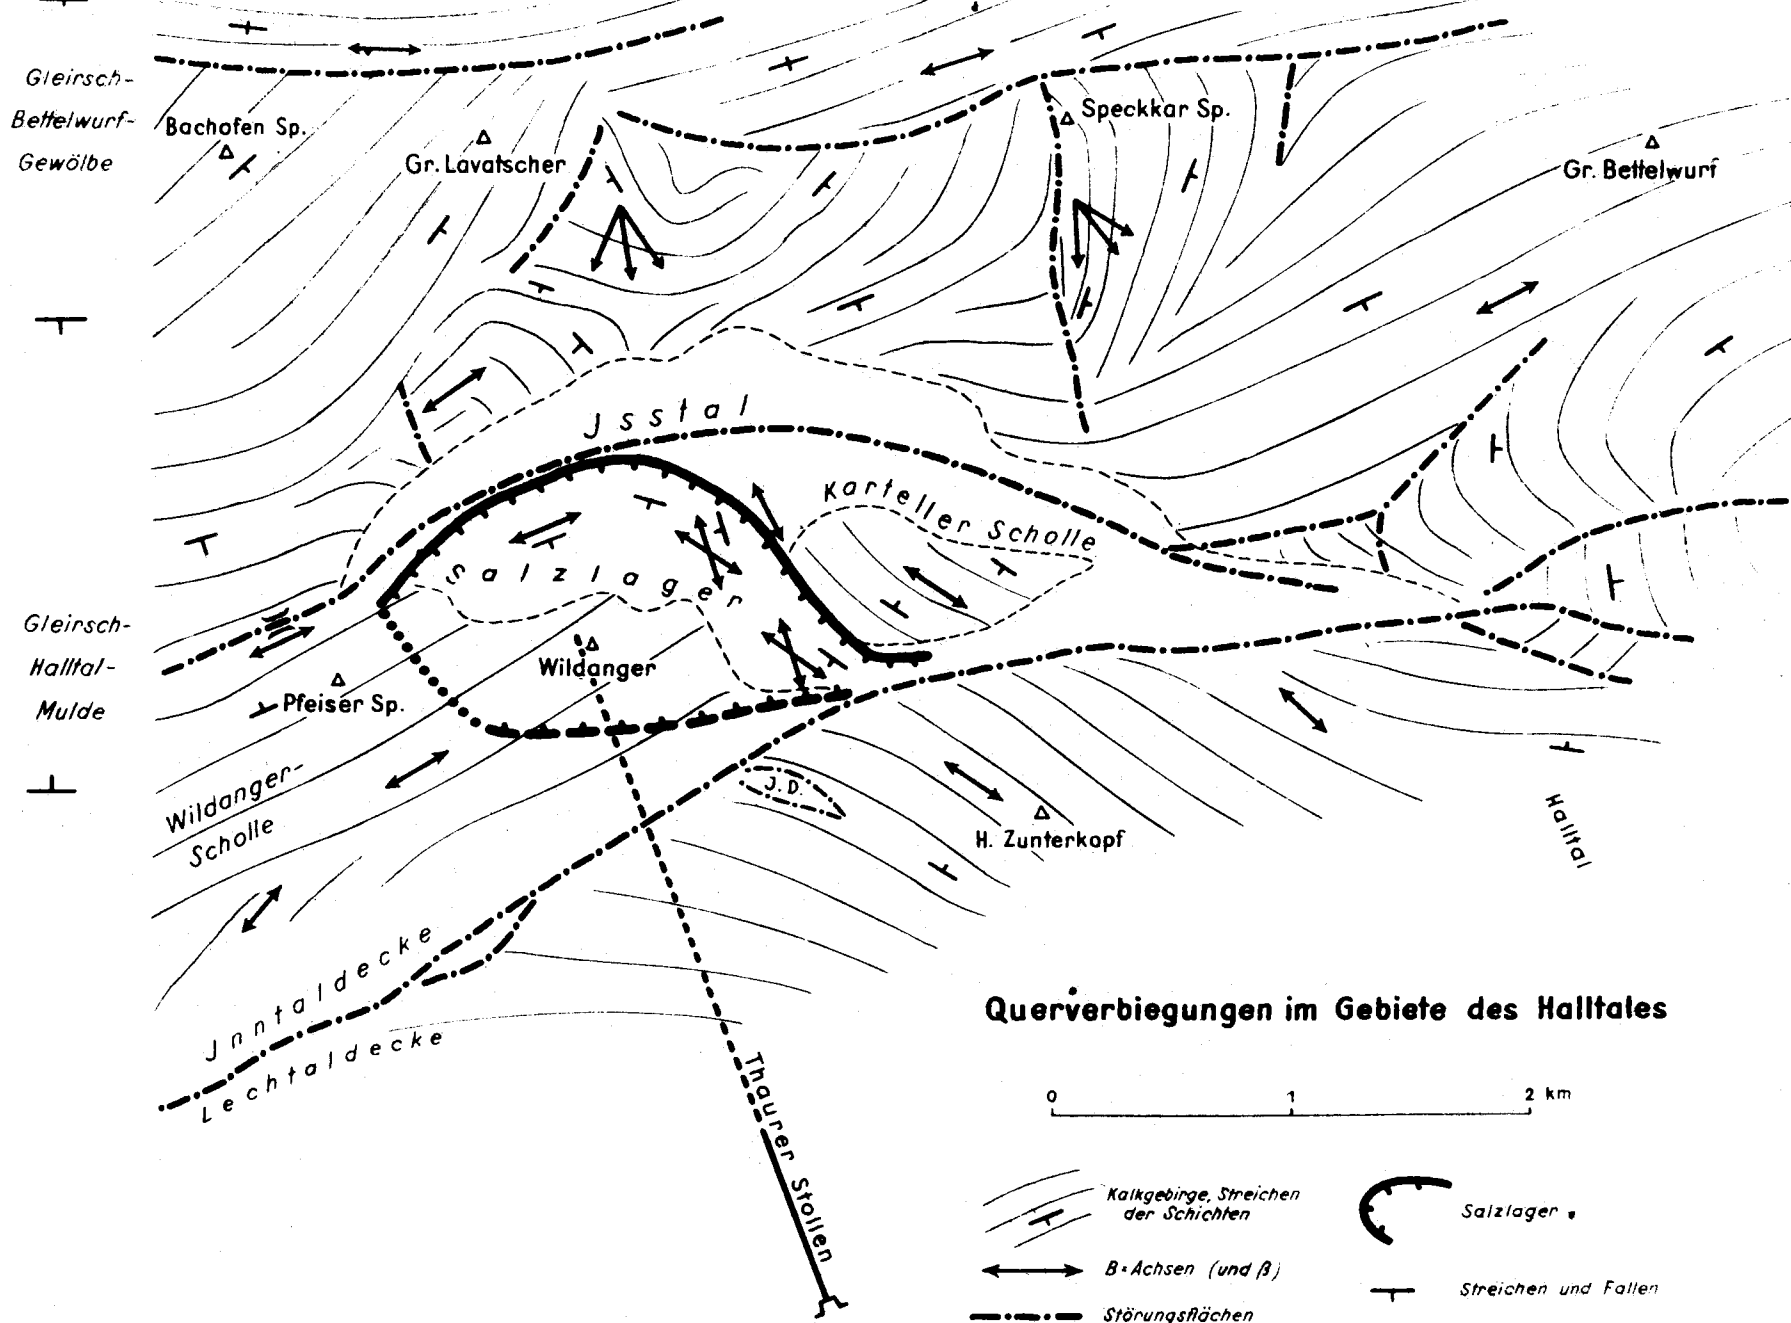 Gleirsch-
Bettelwurf-
Gewölbe
Bachofen Sp.
Gr. Lavatscher
Speckkar Sp.
Gr. Bettelwurf
Jsstal
Karteller Scholle
Salzlager
Gleirsch-
Halltal-
Mulde
Wildanger
Pfeiser Sp.
Wildanger-
Scholle
J.D.
H. Zunterkopf
Halltal
Jnntaldecke
Lechtaldecke
Thaurer Stollen
Querverbiegungen im Gebiete des Halltales
0 1 2 km
Kalkgebirge, Streichen
der Schichten
Salzlager
B=Achsen (und β)
Streichen und Fallen
Störungsflächen